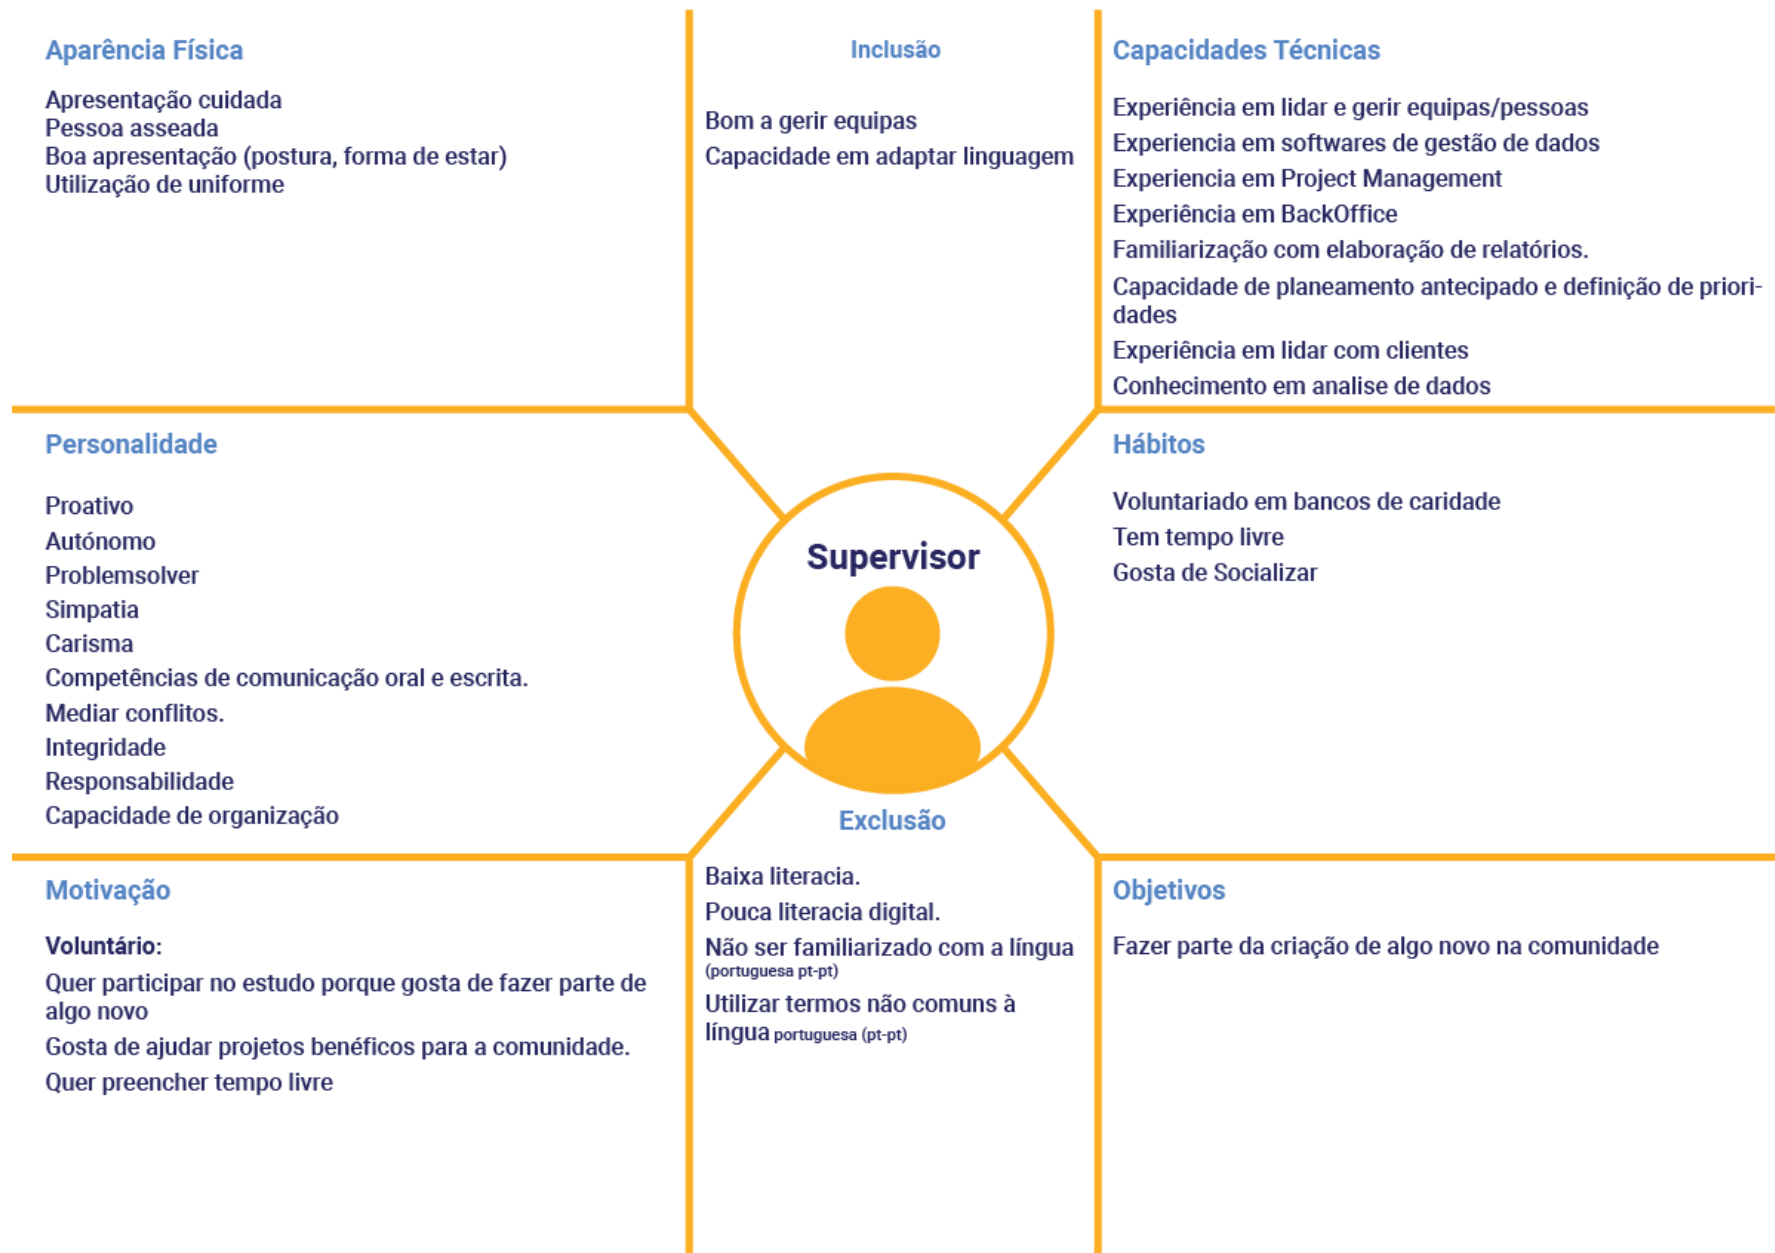 Aparência Física
Apresentação cuidada
Pessoa asseada
Boa apresentação (postura, forma de estar)
Utilização de uniforme
Inclusão
Bom a gerir equipas
Capacidade em adaptar linguagem
Capacidades Técnicas
Experiência em lidar e gerir equipas/pessoas
Experiencia em softwares de gestão de dados
Experiencia em Project Management
Experiência em BackOffice
Familiarização com elaboração de relatórios.
Capacidade de planeamento antecipado e definição de priori-
dades
Experiência em lidar com clientes
Conhecimento em analise de dados
Personalidade
Proativo
Autónomo
Problemsolver
Simpatia
Carisma
Competências de comunicação oral e escrita.
Mediar conflitos.
Integridade
Responsabilidade
Capacidade de organização
Supervisor
Hábitos
Voluntariado em bancos de caridade
Tem tempo livre
Gosta de Socializar
Motivação
Voluntário:
Quer participar no estudo porque gosta de fazer parte de
algo novo
Gosta de ajudar projetos benéficos para a comunidade.
Quer preencher tempo livre
Exclusão
Baixa literacia.
Pouca literacia digital.
Não ser familiarizado com a língua
(portuguesa pt-pt)
Utilizar termos não comuns à
língua portuguesa (pt-pt)
Objetivos
Fazer parte da criação de algo novo na comunidade